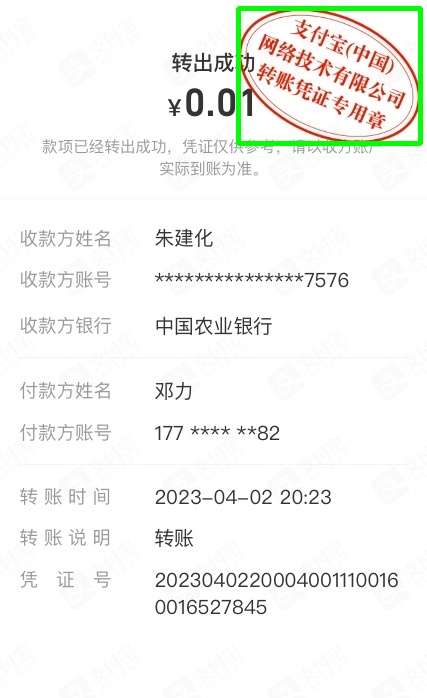 转出成功
¥0.01
支付宝(中国)
网络技术有限公司
转账凭证专用章
款项已经转出成功，凭证仅供参考，请以收方账户
实际到账为准。
收款方姓名 朱建化
收款方账号 ***************7576
收款方银行 中国农业银行
付款方姓名 邓力
付款方账号 177 **** **82
转账时间 2023-04-02 20:23
转账说明 转账
凭证号 2023040220004001110016
0016527845